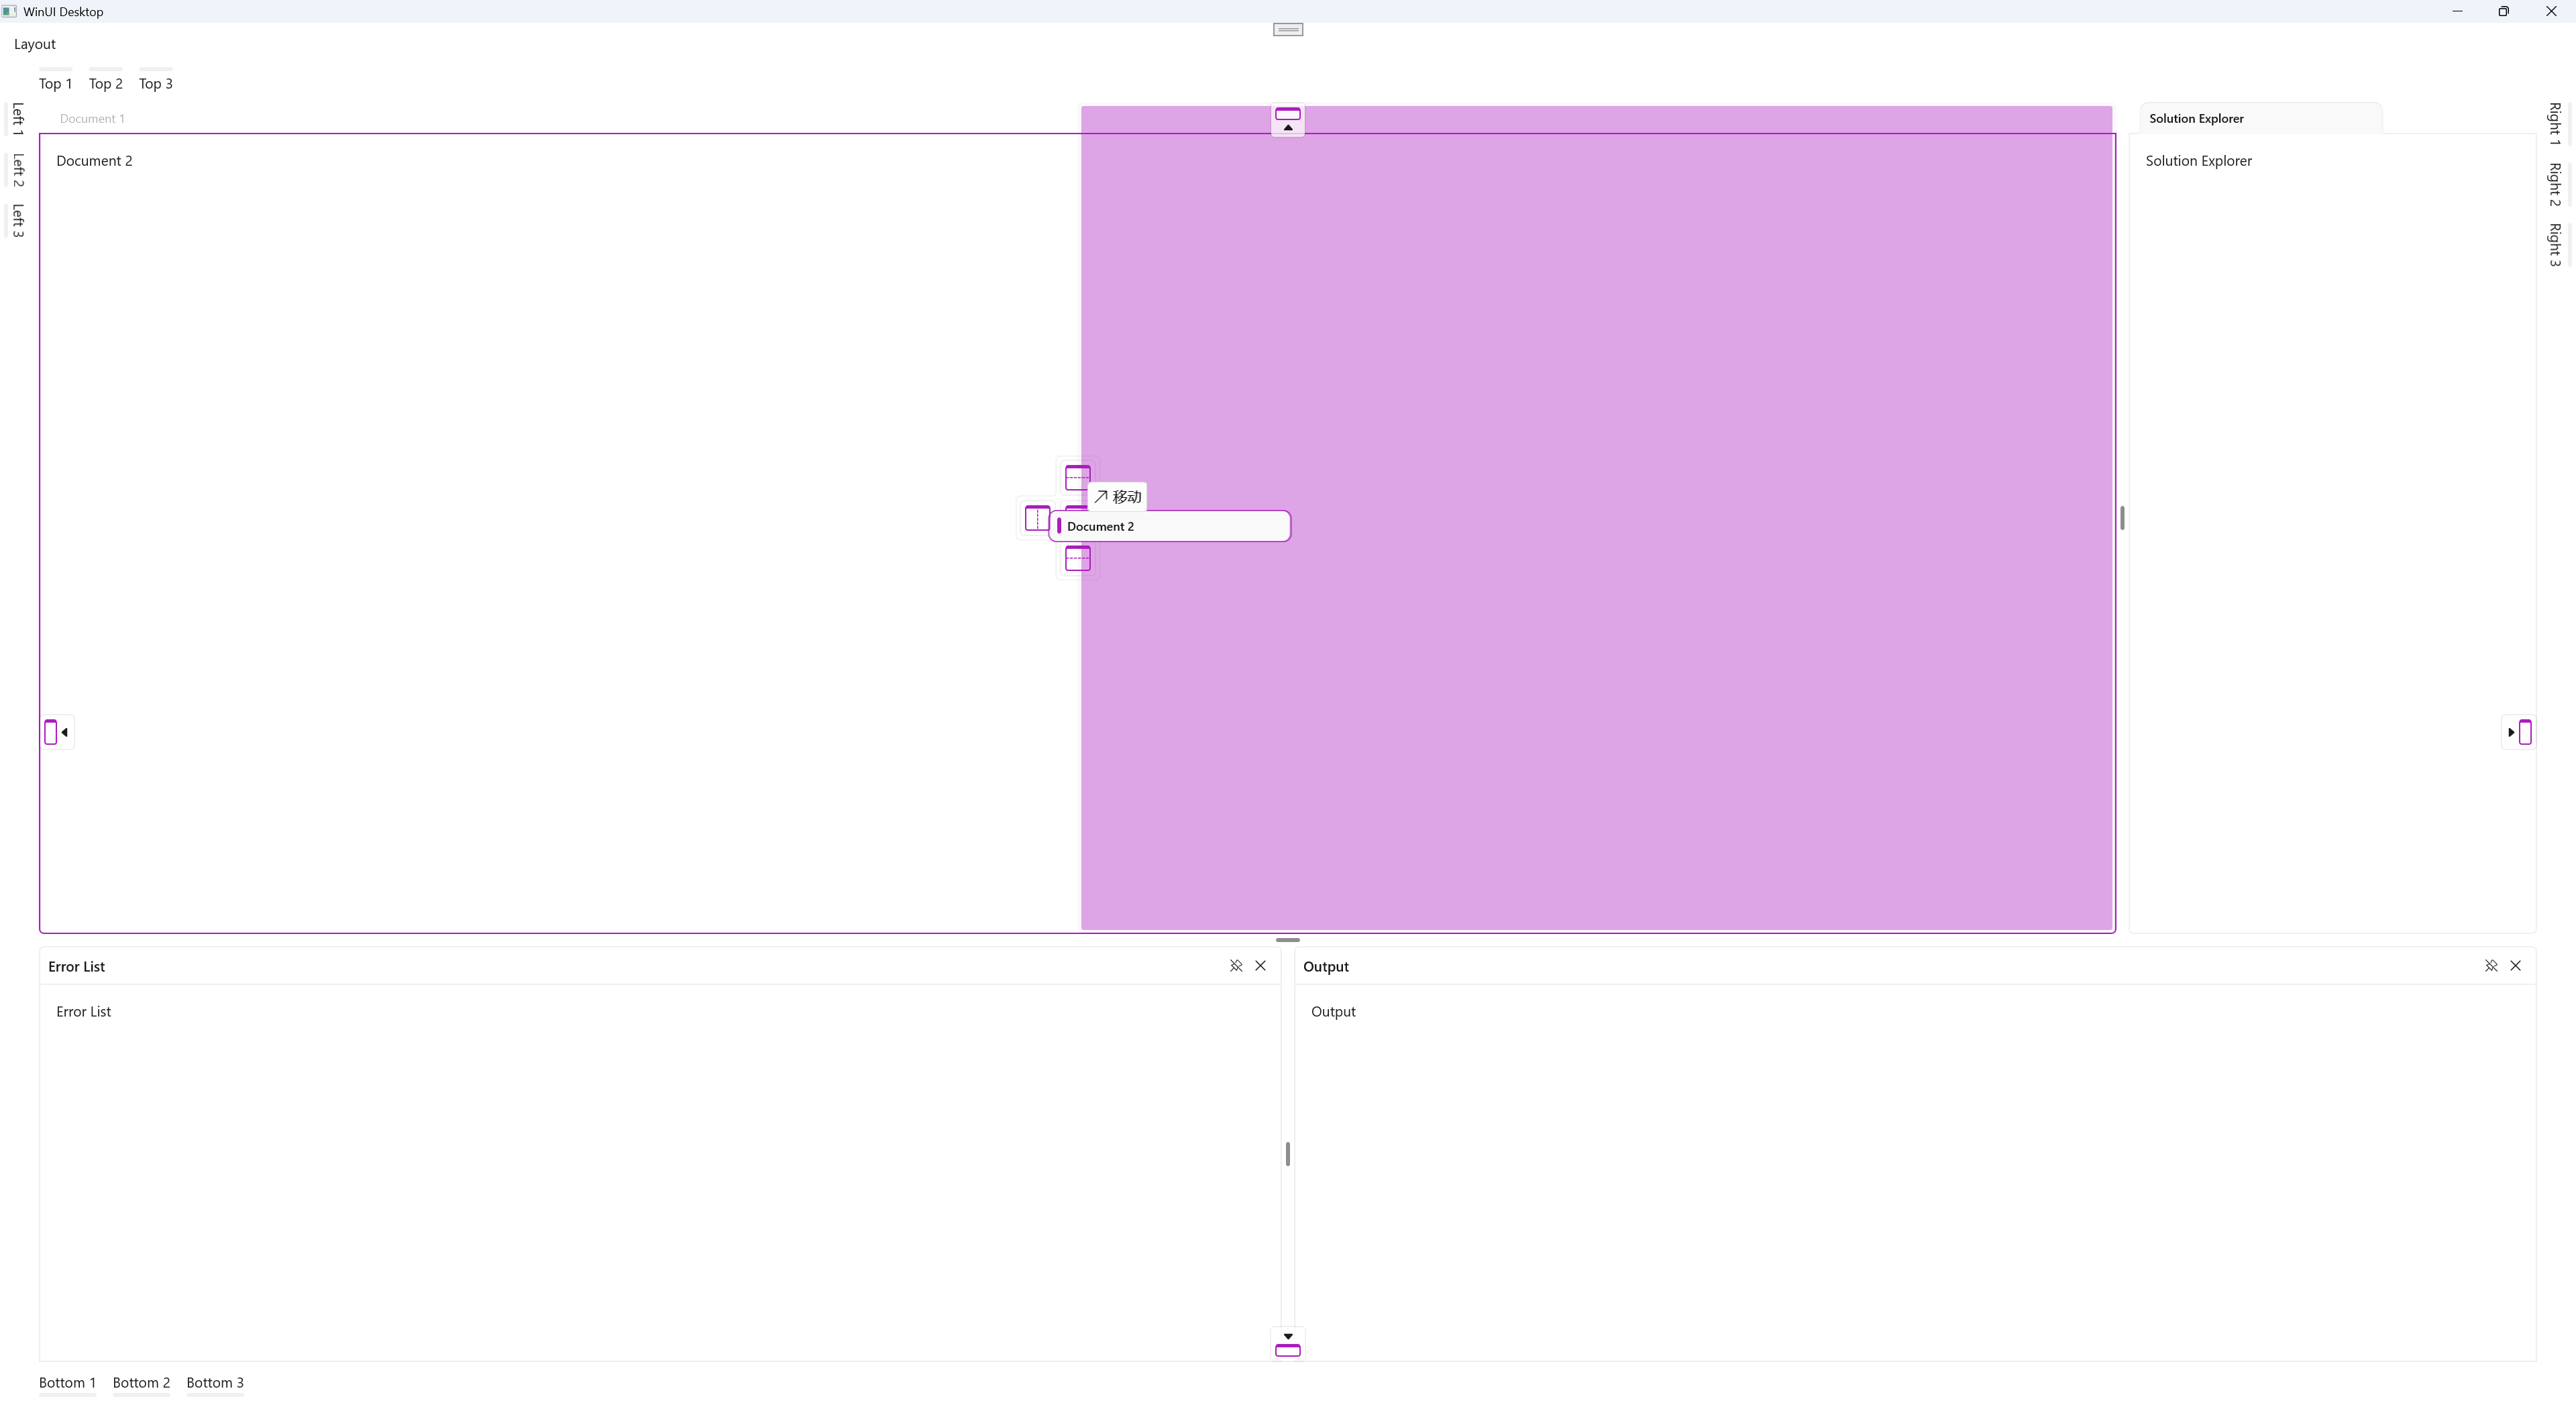 WinUI Desktop
Layout
Top 1 Top 2 Top 3
Left 1
Left 2
Left 3
Document 1
Document 2
移动
Document 2
Solution Explorer
Solution Explorer
Right 1
Right 2
Right 3
Error List
Error List
Output
Output
Bottom 1 Bottom 2 Bottom 3